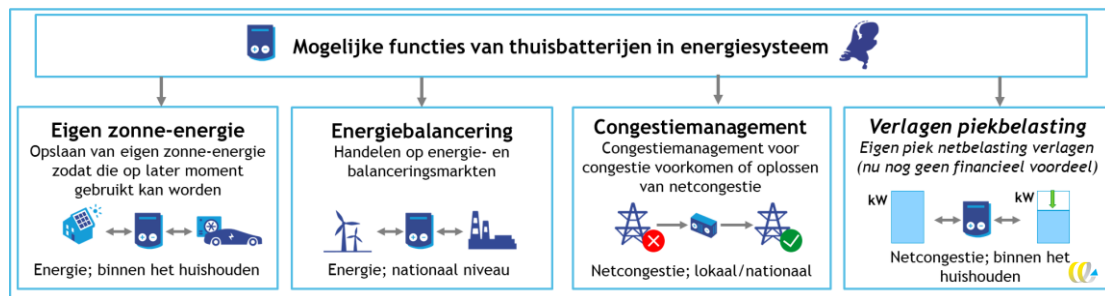 Mogelijke functies van thuisbatterijen in energiesysteem
Eigen zonne-energie
Opslaan van eigen zonne-energie
zodat die op later moment
gebruikt kan worden
Energie; binnen het huishouden
Energiebalancering
Handelen op energie- en
balanceringsmarkten
Energie; nationaal niveau
Congestiemanagement
Congestiemanagement voor
congestie voorkomen of oplossen
van netcongestie
Netcongestie; lokaal/nationaal
Verlagen piekbelasting
Eigen piek netbelasting verlagen
(nu nog geen financieel voordeel)
kW
kW
Netcongestie; binnen het
huishouden